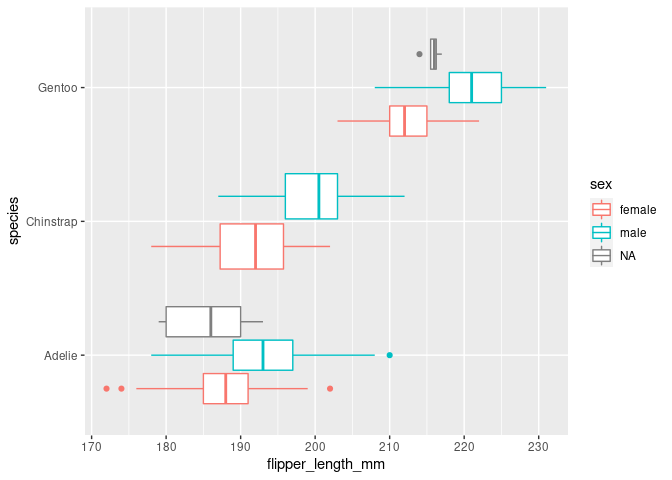 Gentoo
Chinstrap
Adelie
species
170 180 190 200 210 220 230
flipper_length_mm
sex
female
male
NA